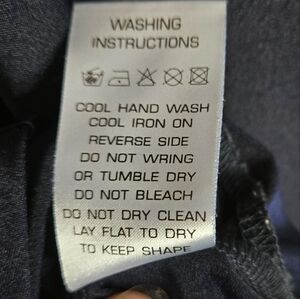 WASHING
INSTRUCTIONS
COOL HAND WASH
COOL IRON ON
REVERSE SIDE
DO NOT WRING
OR TUMBLE DRY
DO NOT BLEACH
DO NOT DRY CLEAN
LAY FLAT TO DRY
TO KEEP SHAPE